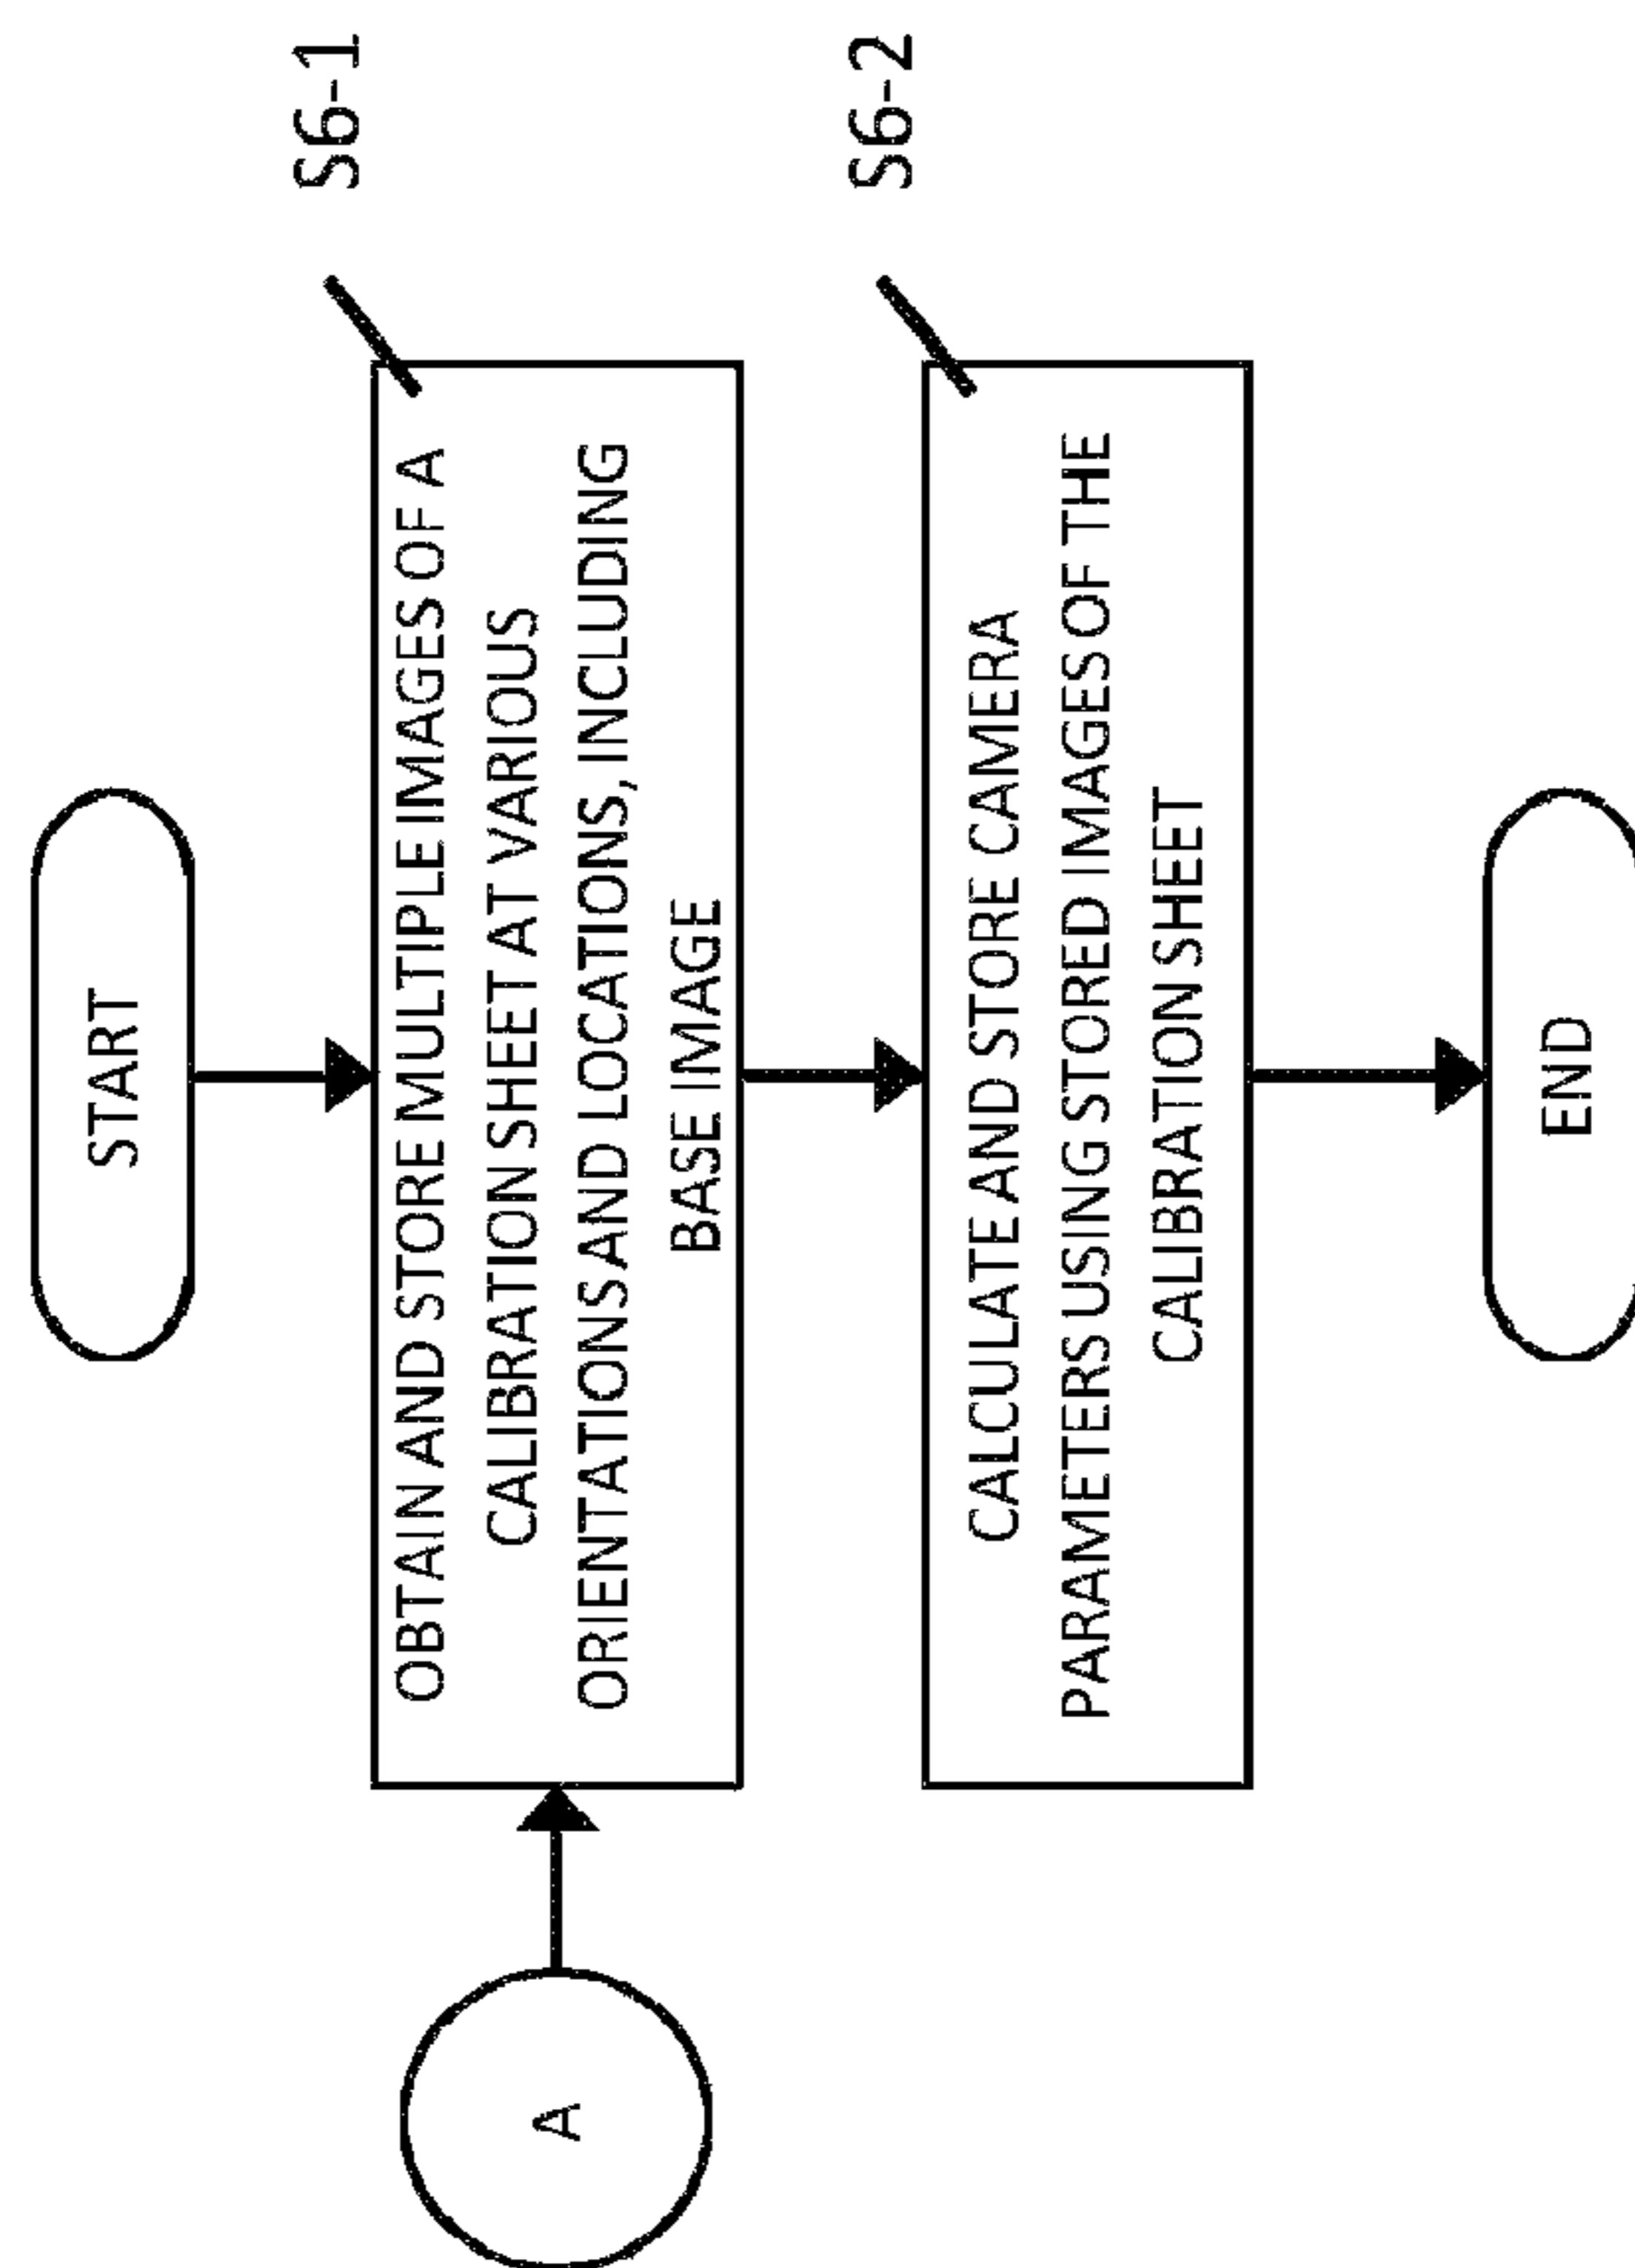 START
S6-1
OBTAIN AND STORE MULTIPLE IMAGES OF A
CALIBRATION SHEET AT VARIOUS
ORIENTATIONS AND LOCATIONS, INCLUDING
BASE IMAGE
A
S6-2
CALCULATE AND STORE CAMERA
PARAMETERS USING STORED IMAGES OF THE
CALIBRATION SHEET
END